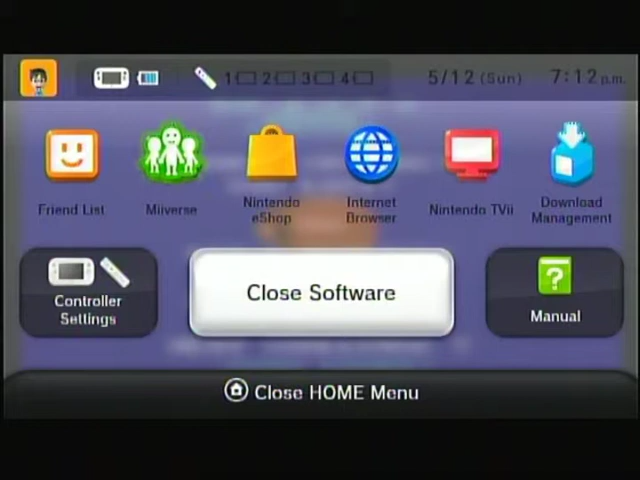 1 2 3 4 5/12 (Sun) 7:12 p.m.
Friend List
Miiverse
Nintendo
eShop
Internet
Browser
Nintendo TVii
Download
Management
Controller
Settings
Close Software
?
Manual
Close HOME Menu